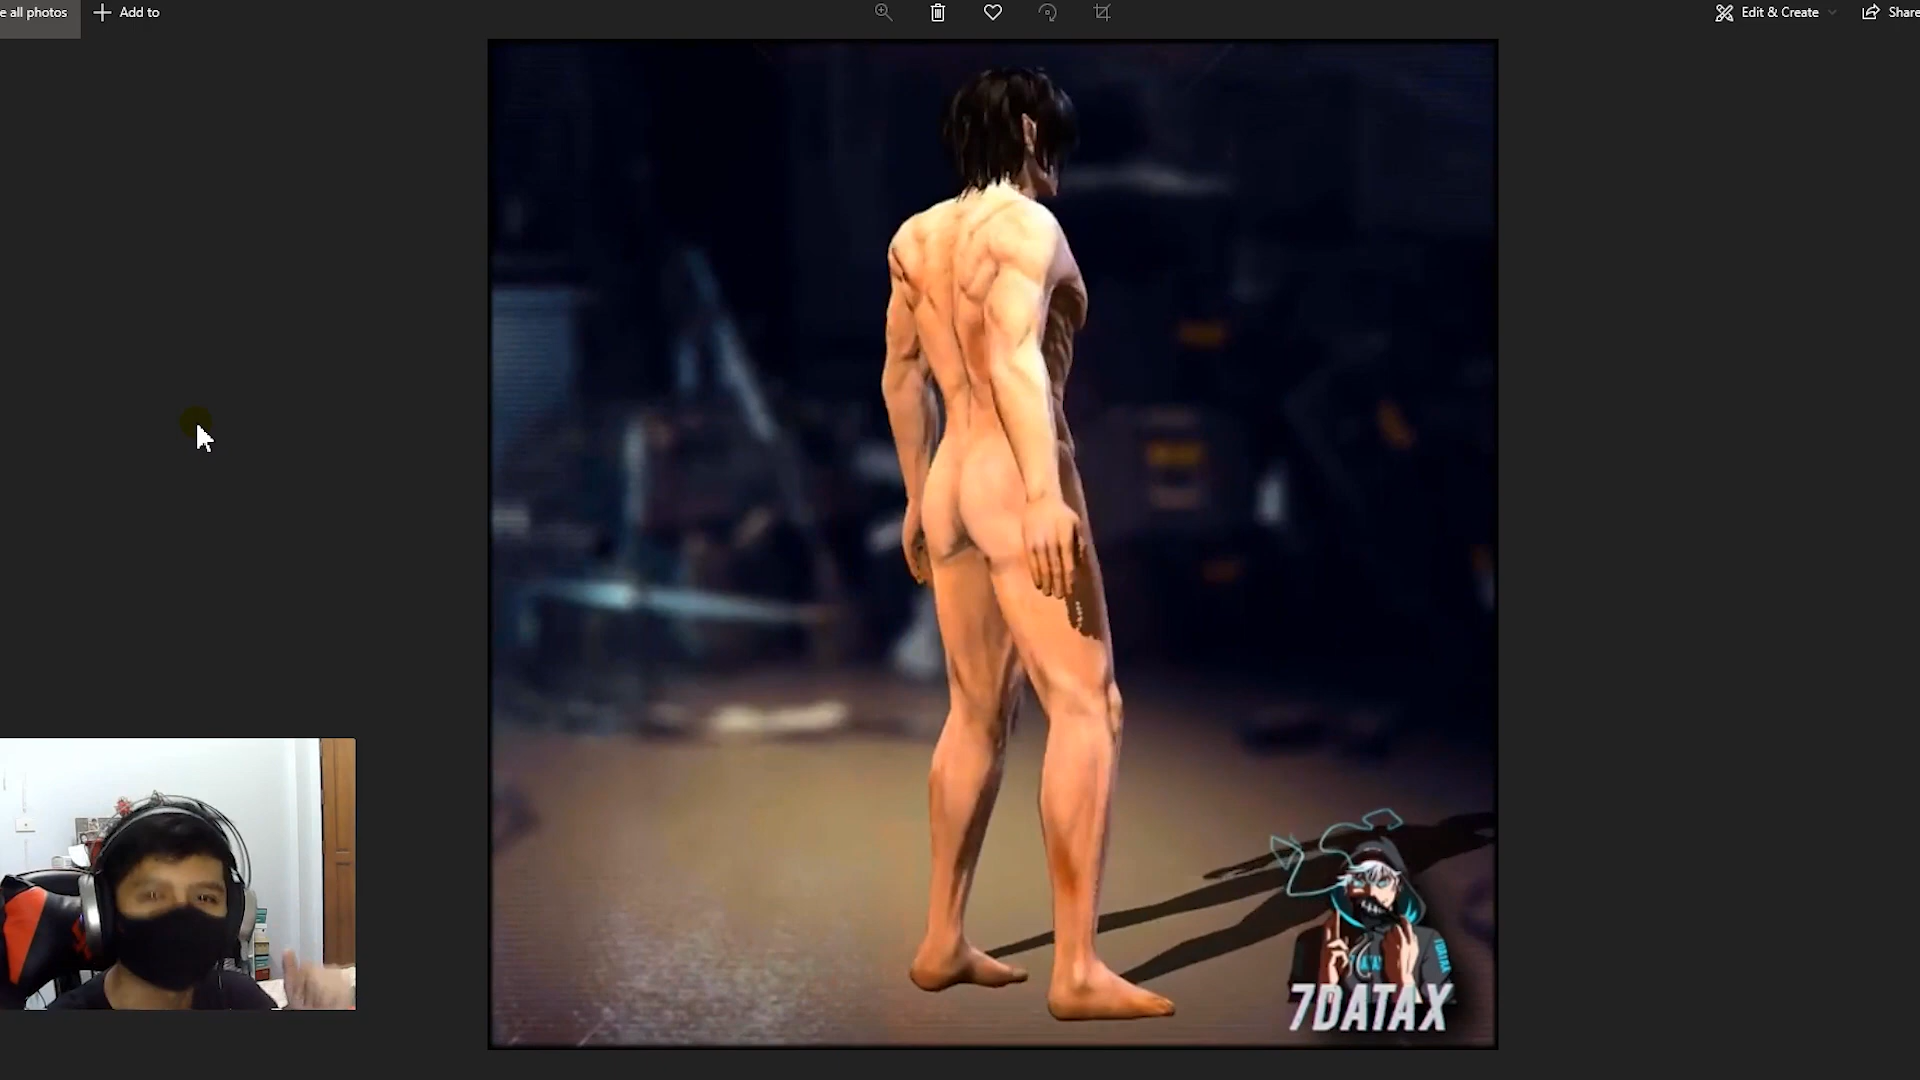 e all photos
Add to
Edit & Create
Share
7DATAX